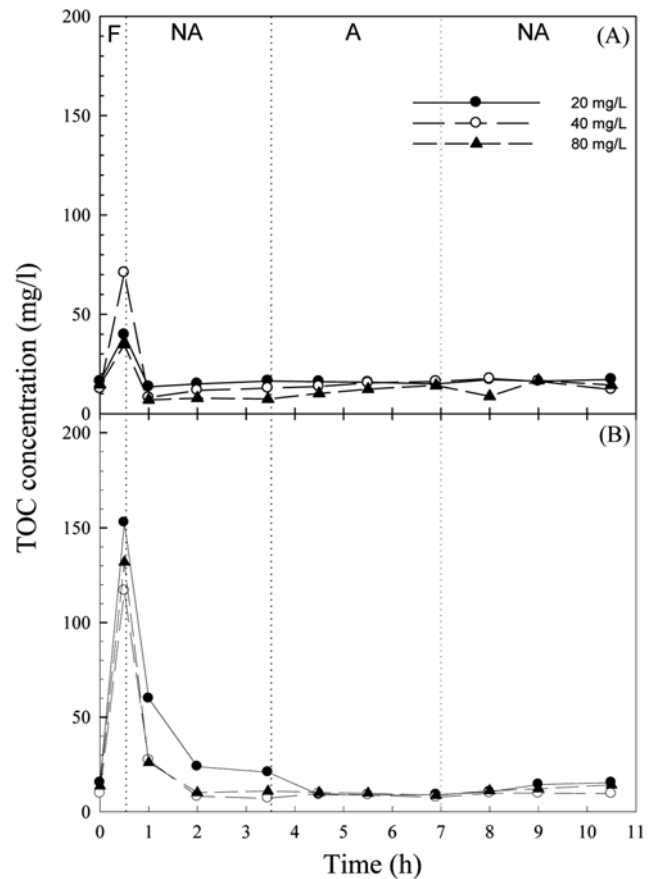 200
F NA A NA (A)
20 mg/L
40 mg/L
80 mg/L
150
100
50
0
TOC concentration (mg/l)
200
(B)
150
100
50
0
0 1 2 3 4 5 6 7 8 9 10 11
Time (h)